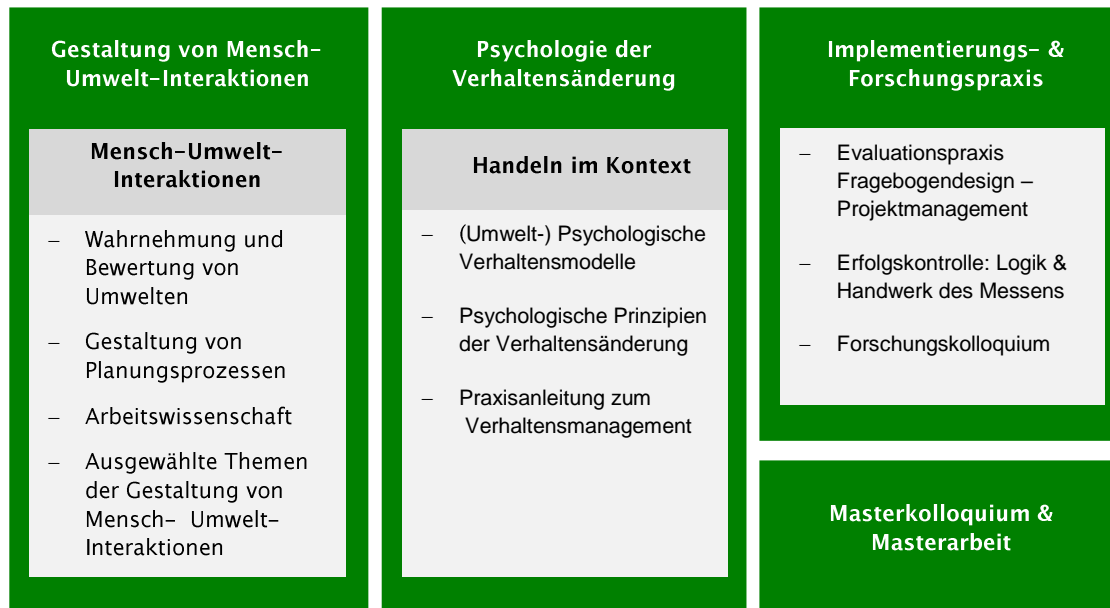 Gestaltung von Mensch-
Umwelt-Interaktionen
Mensch-Umwelt-
Interaktionen
– Wahrnehmung und
Bewertung von
Umwelten
– Gestaltung von
Planungsprozessen
– Arbeitswissenschaft
– Ausgewählte Themen
der Gestaltung von
Mensch- Umwelt-
Interaktionen
Psychologie der
Verhaltensänderung
Handeln im Kontext
– (Umwelt-) Psychologische
Verhaltensmodelle
– Psychologische Prinzipien
der Verhaltensänderung
– Praxisanleitung zum
Verhaltensmanagement
Implementierungs- &
Forschungspraxis
– Evaluationspraxis
Fragebogendesign –
Projektmanagement
– Erfolgskontrolle: Logik &
Handwerk des Messens
– Forschungskolloquium
Masterkolloquium &
Masterarbeit